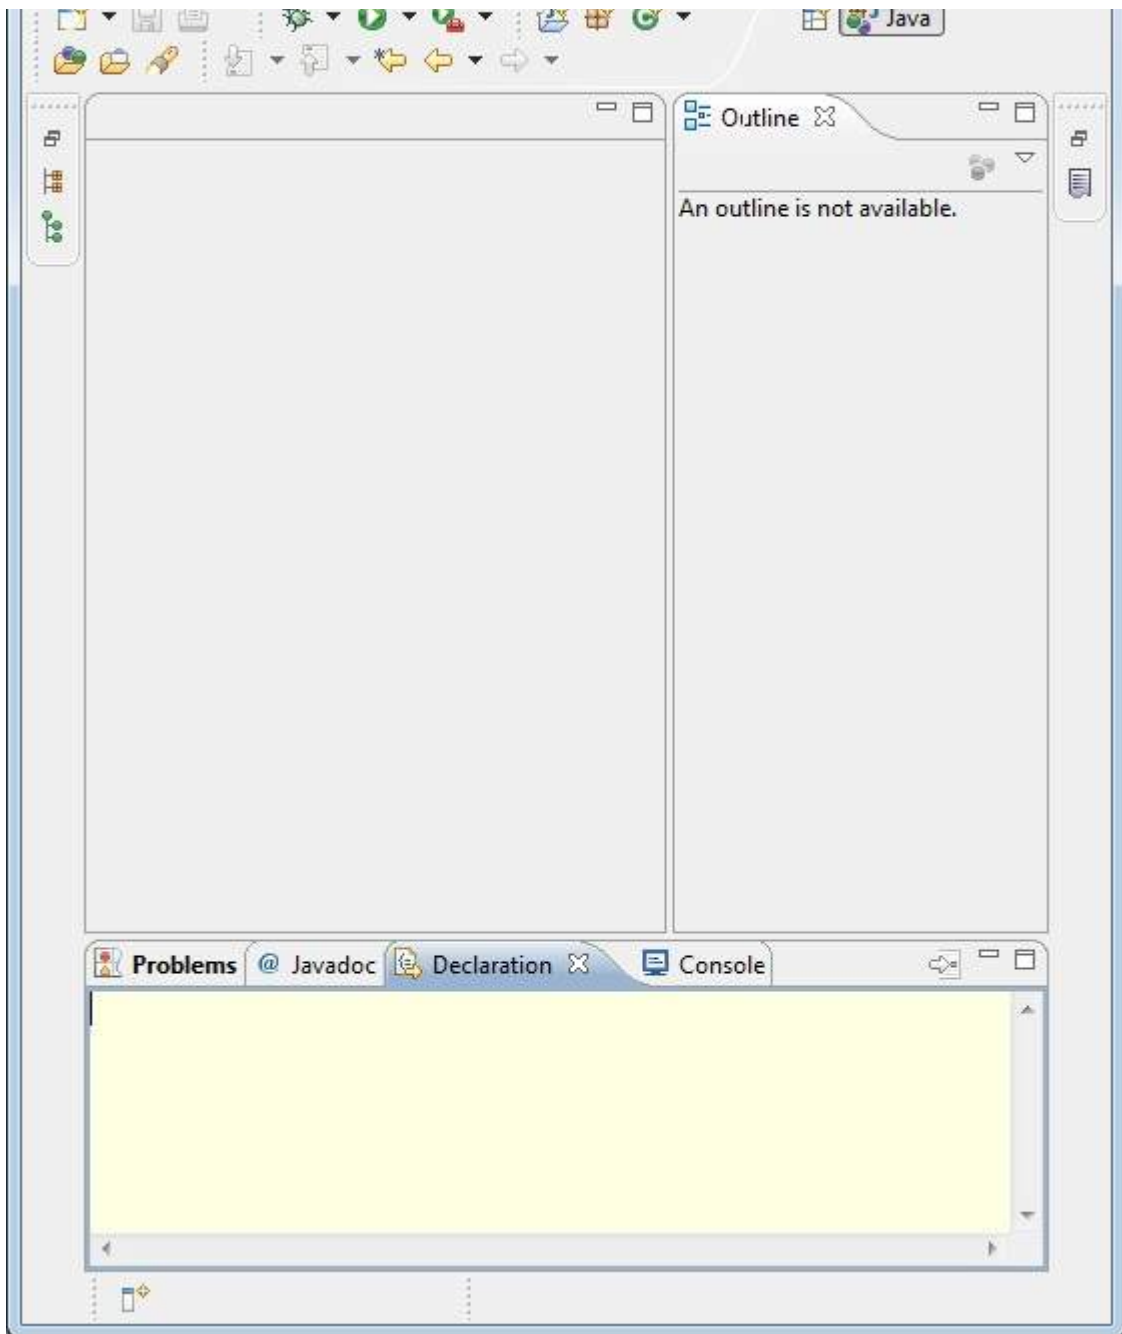 Java
Outline
An outline is not available.
Problems @ Javadoc Declaration Console